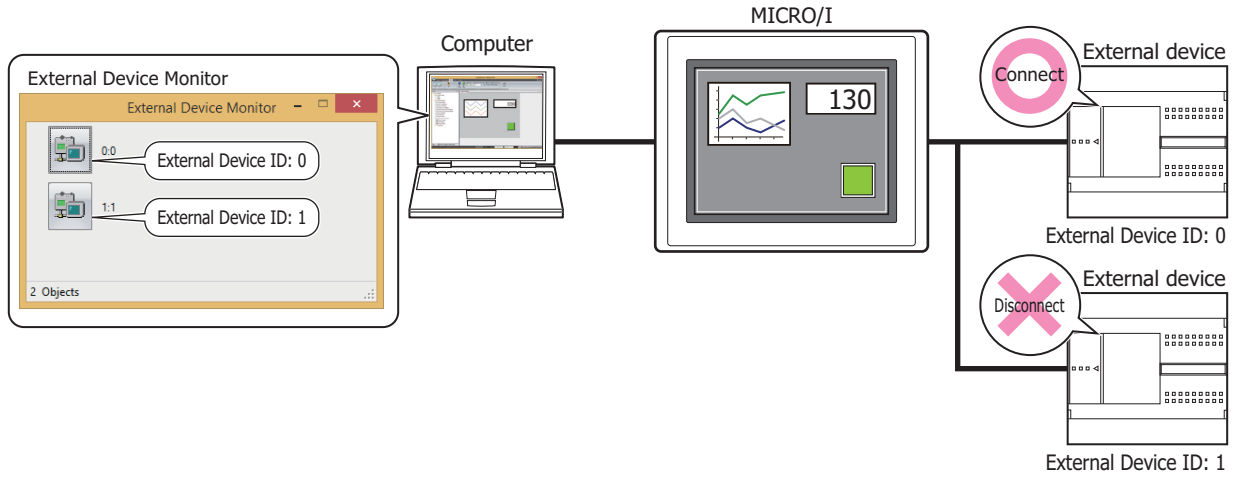 MICRO/I
Computer
External device
Connect
External Device Monitor
External Device Monitor
0:0
External Device ID: 0
1:1
External Device ID: 1
2 Objects
130
External Device ID: 0
External device
Disconnect
External Device ID: 1